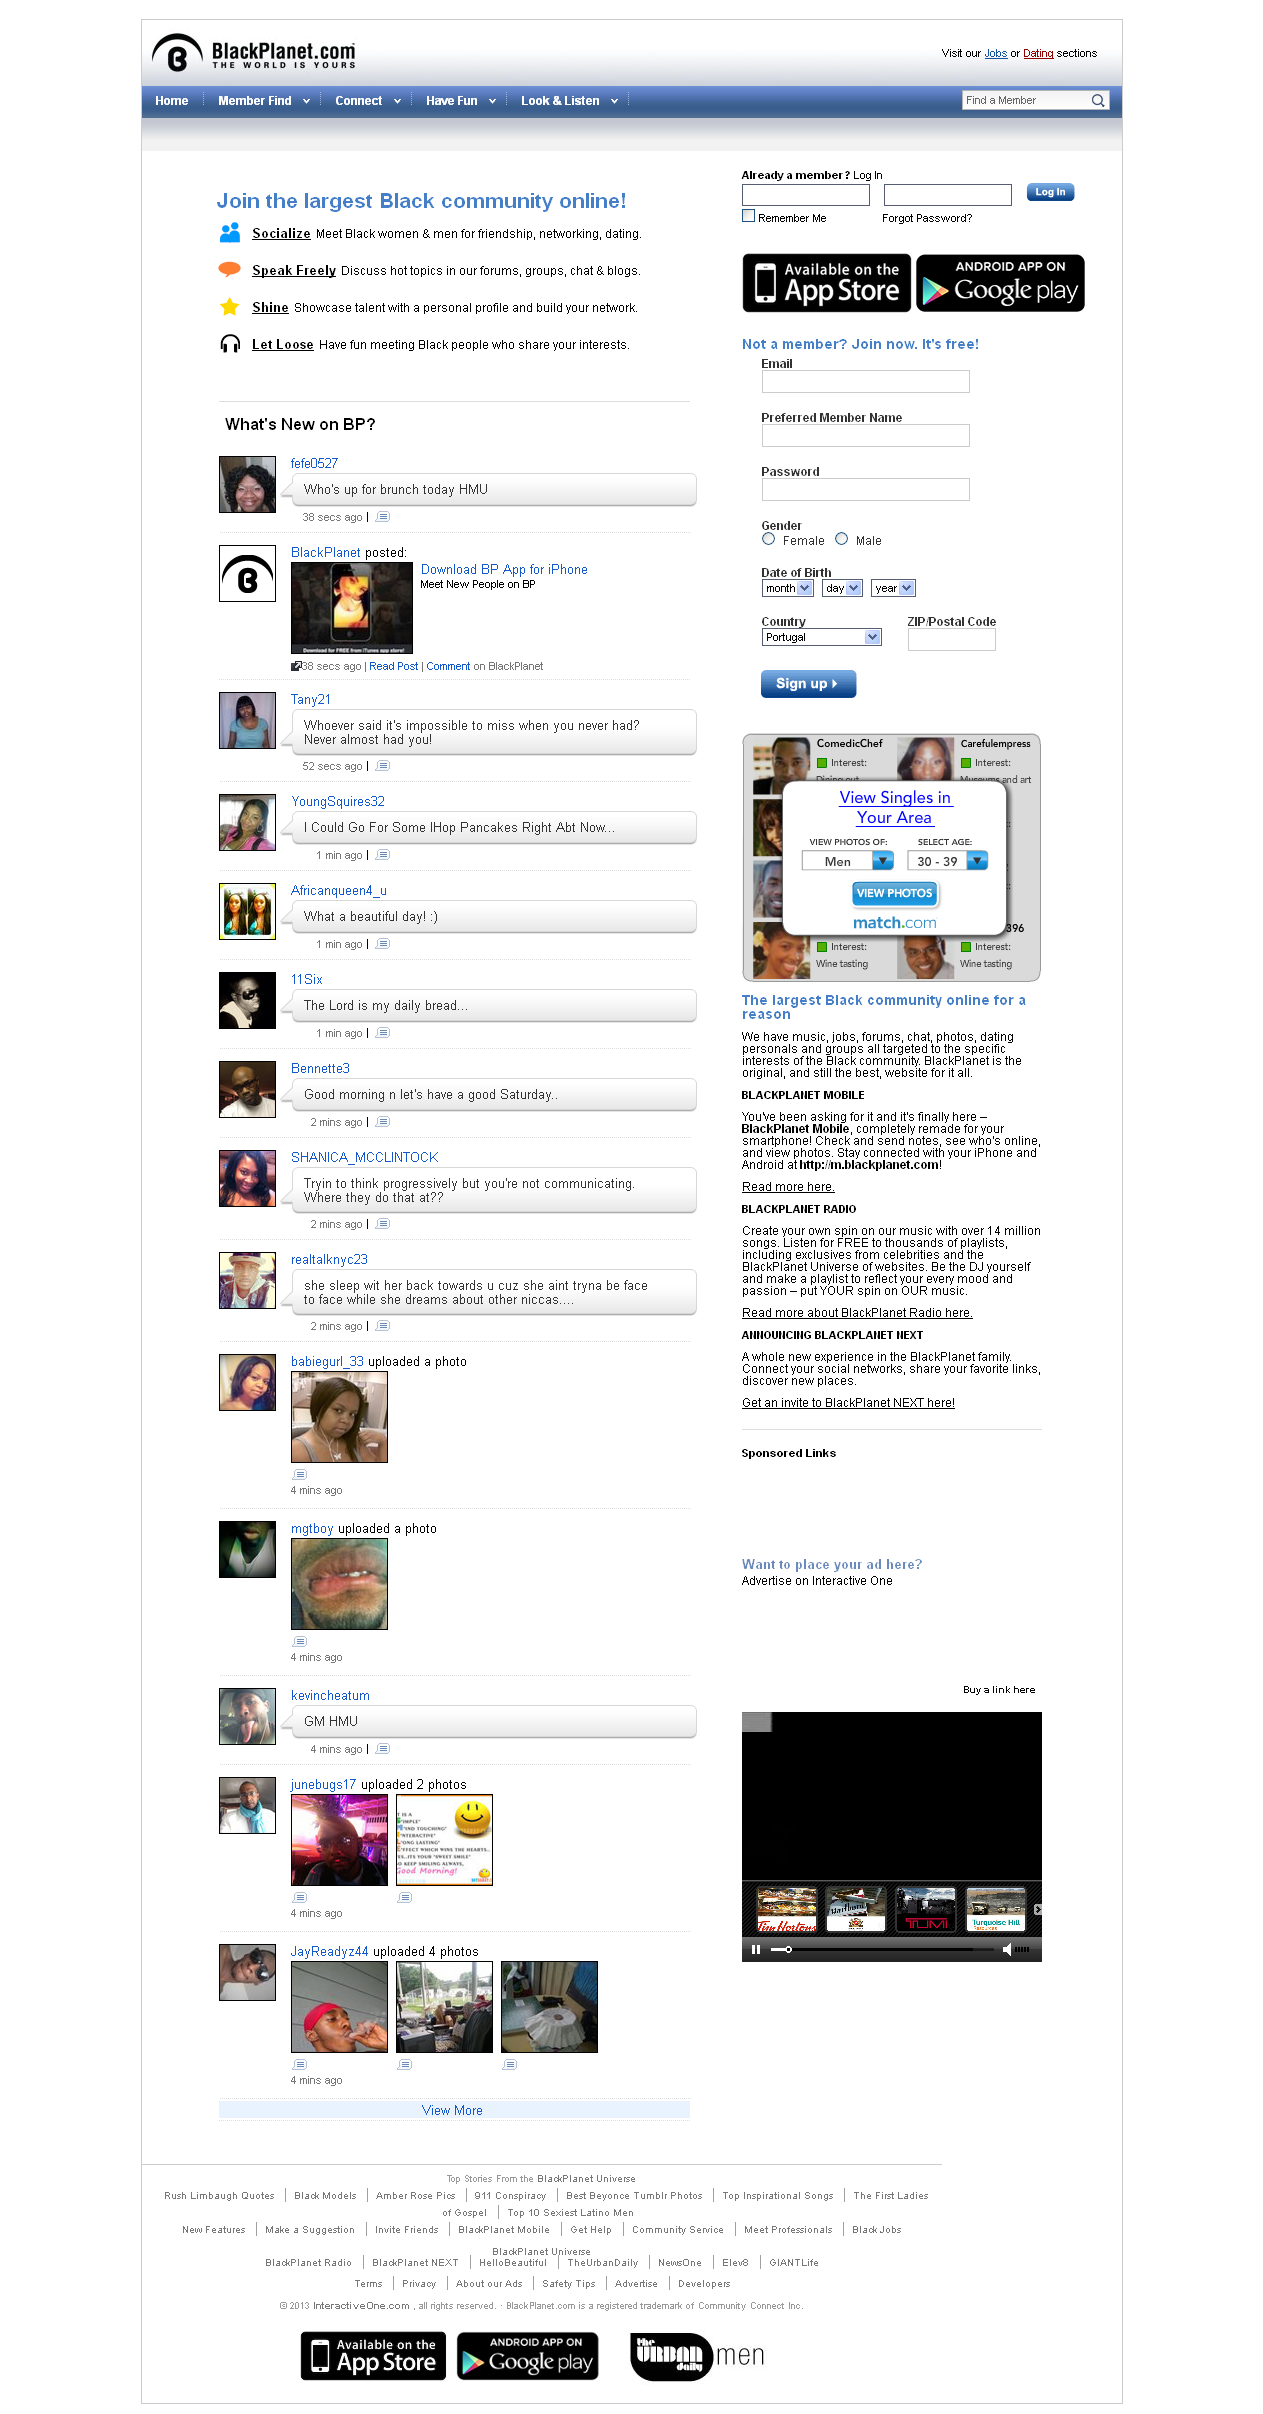 BlackPlanet.com
THE WORLD IS YOURS
Visit our Jobs or Dating sections
Home
Member Find
Connect
Have Fun
Look & Listen
Find a Member
Join the largest Black community online!
Socialize Meet Black women & men for friendship, networking, dating.
Speak Freely Discuss hot topics in our forums, groups, chat & blogs.
Shine Showcase talent with a personal profile and build your network.
Let Loose Have fun meeting Black people who share your interests.
What's New on BP?
fefe0527
Who's up for brunch today HMU
38 secs ago |
BlackPlanet posted:
Download BP App for iPhone
Meet New People on BP
Download for FREE from iTunes app store!
38 secs ago | Read Post | Comment on BlackPlanet
Tany21
Whoever said it's impossible to miss when you never had?
Never almost had you!
52 secs ago |
YoungSquires32
I Could Go For Some IHop Pancakes Right Abt Now...
1 min ago |
Africanqueen4_u
What a beautiful day! :)
1 min ago |
11Six
The Lord is my daily bread...
1 min ago |
Bennette3
Good morning n let's have a good Saturday..
2 mins ago |
SHANICA_MCCLINTOCK
Tryin to think progressively but you're not communicating.
Where they do that at??
2 mins ago |
realtalknyc23
she sleep wit her back towards u cuz she aint tryna be face
to face while she dreams about other niccas....
2 mins ago |
babiegurl_33 uploaded a photo
4 mins ago
mgtboy uploaded a photo
4 mins ago
kevincheatum
GM HMU
4 mins ago |
junebugs17 uploaded 2 photos
IT IS A
SIMPLE"
AND TOUCHING"
INTERACTIVE"
LONG LASTING"
EFFECT WHICH WINS THE HEARTS..
S..ITS YOUR "SWEET SMILE"
O KEEP SMILING ALWAYS,
Good Morning!
4 mins ago
JayReadyz44 uploaded 4 photos
4 mins ago
View More
Already a member? Log In
Log In
Remember Me
Forgot Password?
Available on the
App Store
ANDROID APP ON
Google play
Not a member? Join now. It's free!
Email
Preferred Member Name
Password
Gender
Female
Male
Date of Birth
month
day
year
Country
ZIP/Postal Code
Portugal
Sign up
ComedicChef
Carefulempress
Interest:
Interest:
Dining out
Museums and art
View Singles in
Your Area
VIEW PHOTOS OF:
SELECT AGE:
Men
30 - 39
VIEW PHOTOS
match.com
396
Interest:
Interest:
Wine tasting
Wine tasting
The largest Black community online for a
reason
We have music, jobs, forums, chat, photos, dating
personals and groups all targeted to the specific
interests of the Black community. BlackPlanet is the
original, and still the best, website for it all.
BLACKPLANET MOBILE
You've been asking for it and it's finally here –
BlackPlanet Mobile, completely remade for your
smartphone! Check and send notes, see who's online,
and view photos. Stay connected with your iPhone and
Android at http://m.blackplanet.com!
Read more here.
BLACKPLANET RADIO
Create your own spin on our music with over 14 million
songs. Listen for FREE to thousands of playlists,
including exclusives from celebrities and the
BlackPlanet Universe of websites. Be the DJ yourself
and make a playlist to reflect your every mood and
passion – put YOUR spin on OUR music.
Read more about BlackPlanet Radio here.
ANNOUNCING BLACKPLANET NEXT
A whole new experience in the BlackPlanet family.
Connect your social networks, share your favorite links,
discover new places.
Get an invite to BlackPlanet NEXT here!
Sponsored Links
Want to place your ad here?
Advertise on Interactive One
Buy a link here
Tim Hortons
TUMI
Turquoise Hill
Resources
Top Stories From the BlackPlanet Universe
Rush Limbaugh Quotes | Black Models | Amber Rose Pics | 911 Conspiracy | Best Beyonce Tumblr Photos | Top Inspirational Songs | The First Ladies
of Gospel | Top 10 Sexiest Latino Men
New Features | Make a Suggestion | Invite Friends | BlackPlanet Mobile | Get Help | Community Service | Meet Professionals | Black Jobs
BlackPlanet Universe
BlackPlanet Radio | BlackPlanet NEXT | HelloBeautiful | TheUrbanDaily | NewsOne | Elev8 | GIANTLife
Terms | Privacy | About our Ads | Safety Tips | Advertise | Developers
© 2013 InteractiveOne.com , all rights reserved. · BlackPlanet.com is a registered trademark of Community Connect Inc.
Available on the
App Store
ANDROID APP ON
Google play
the
URBAN
daily
men